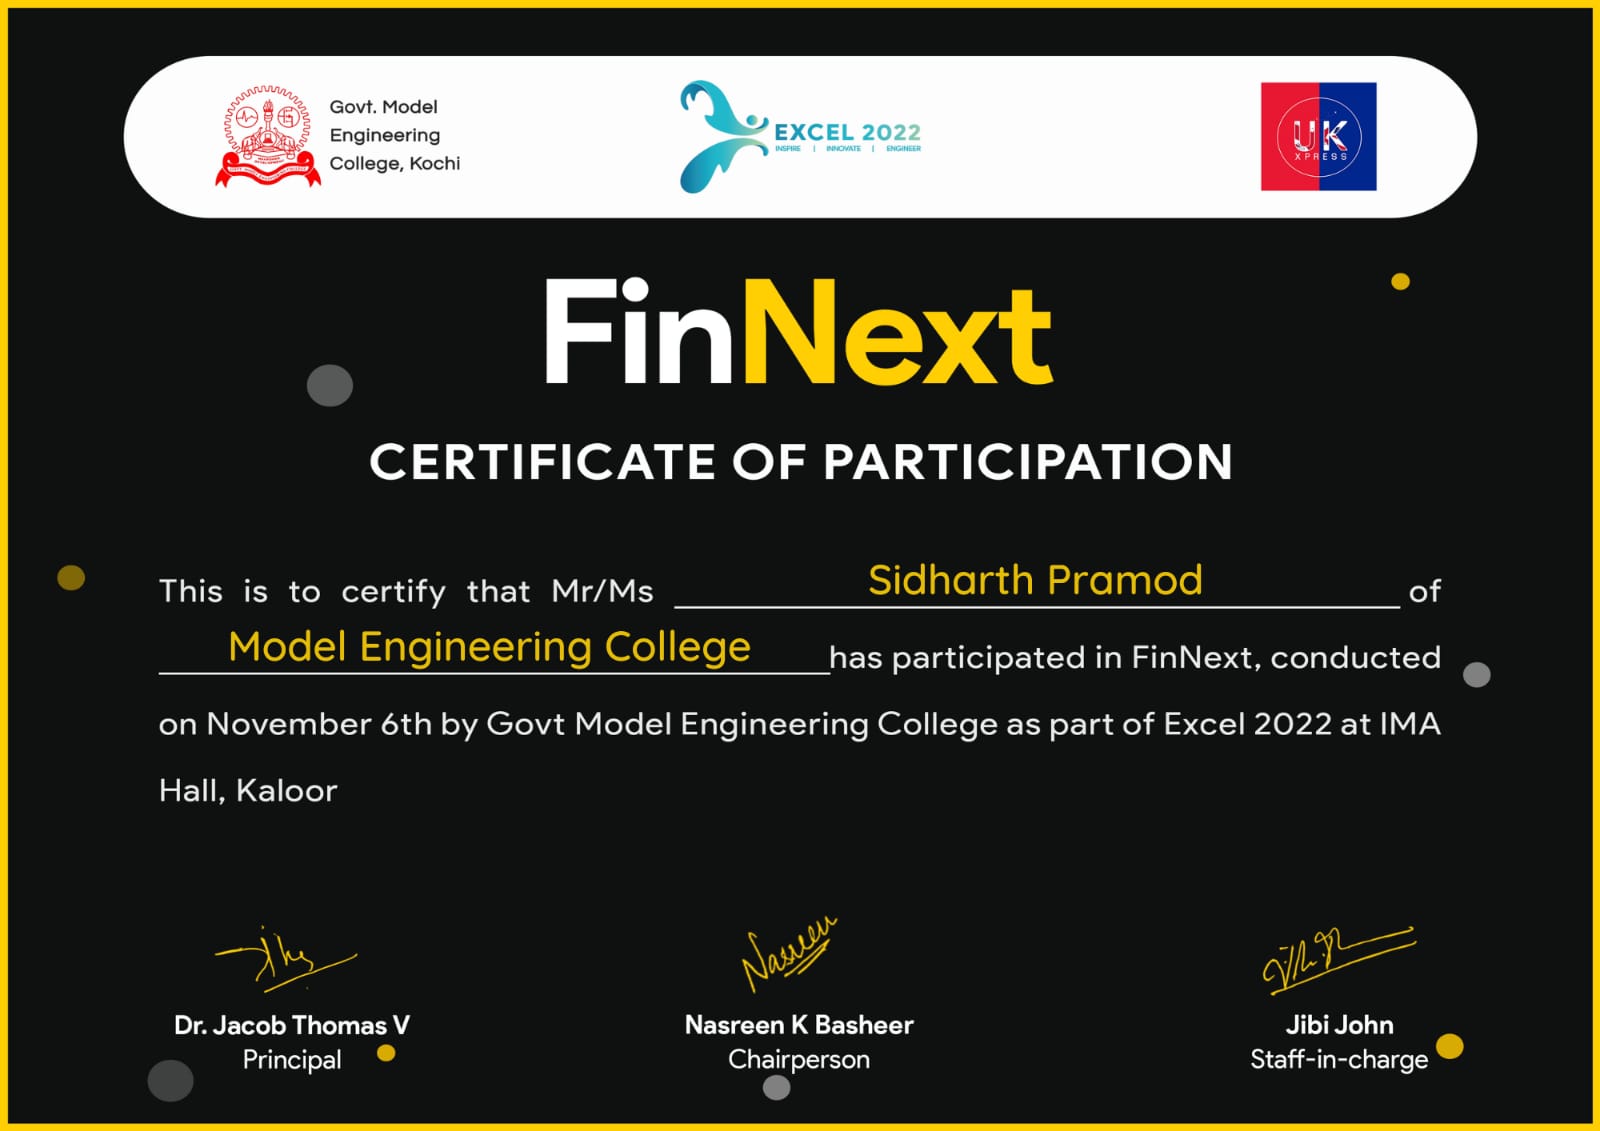 Govt. Model
Engineering
College, Kochi
EXCEL 2022
INSPIRE | INNOVATE | ENGINEER
UK
XPRESS
FinNext
CERTIFICATE OF PARTICIPATION
This is to certify that Mr/Ms Sidharth Pramod of
Model Engineering College has participated in FinNext, conducted
on November 6th by Govt Model Engineering College as part of Excel 2022 at IMA
Hall, Kaloor
Nasreen
Dr. Jacob Thomas V
Principal
Nasreen K Basheer
Chairperson
Jibi John
Staff-in-charge